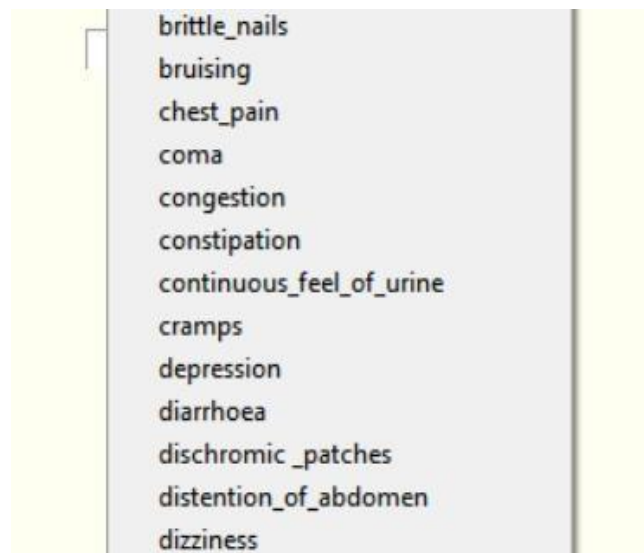 brittle_nails
bruising
chest_pain
coma
congestion
constipation
continuous_feel_of_urine
cramps
depression
diarrhoea
dischromic _patches
distention_of_abdomen
dizziness